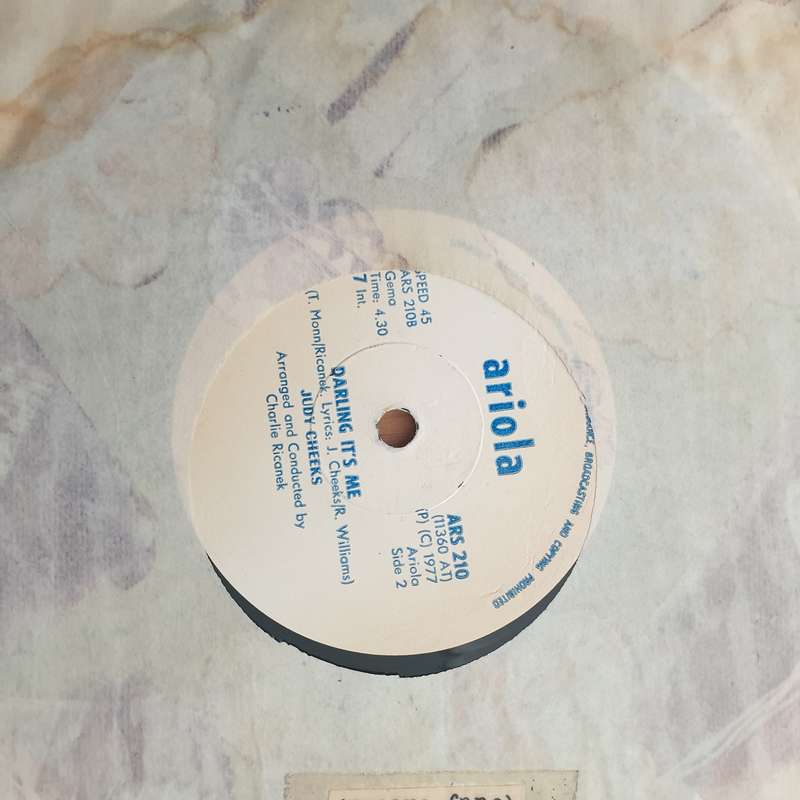 ariola
SPEED 45
ARS 210B
Gema
Time: 4.30
7 Int.
ARS 210
(11360 AT)
(P) (C) 1977
Ariola
Side 2
DARLING IT'S ME
(T. Monn/Ricanek, Lyrics: J. Cheeks/R. Williams)
JUDY CHEEKS
Arranged and Conducted by
Charlie Ricanek
BROADCASTING AND COPYING PROHIBITED